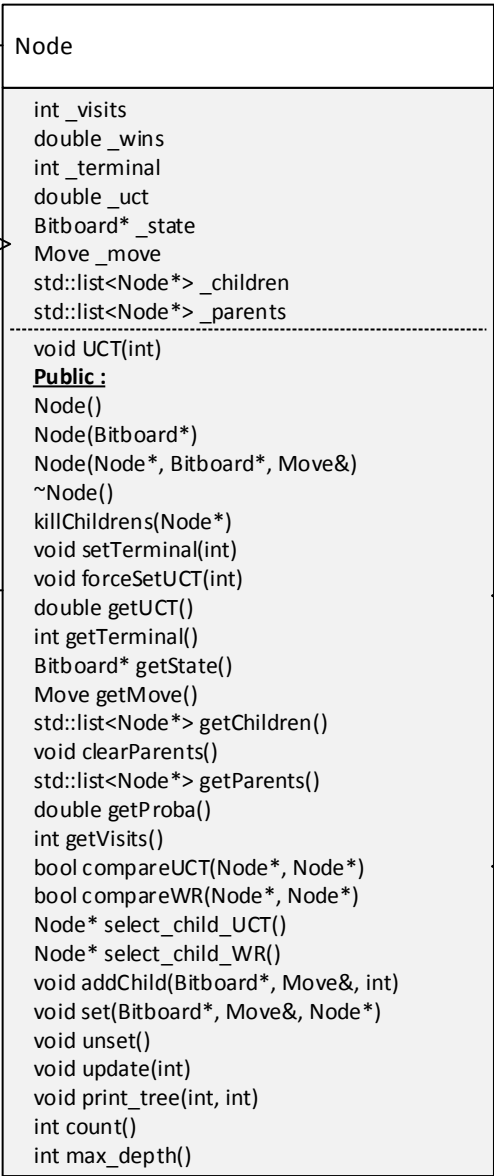 Node
int _visits
double _wins
int _terminal
double _uct
Bitboard* _state
Move _move
std::list<Node*> _children
std::list<Node*> _parents
void UCT(int)
Public :
Node()
Node(Bitboard*)
Node(Node*, Bitboard*, Move&)
~Node()
killChildrens(Node*)
void setTerminal(int)
void forceSetUCT(int)
double getUCT()
int getTerminal()
Bitboard* getState()
Move getMove()
std::list<Node*> getChildren()
void clearParents()
std::list<Node*> getParents()
double getProba()
int getVisits()
bool compareUCT(Node*, Node*)
bool compareWR(Node*, Node*)
Node* select_child_UCT()
Node* select_child_WR()
void addChild(Bitboard*, Move&, int)
void set(Bitboard*, Move&, Node*)
void unset()
void update(int)
void print_tree(int, int)
int count()
int max_depth()